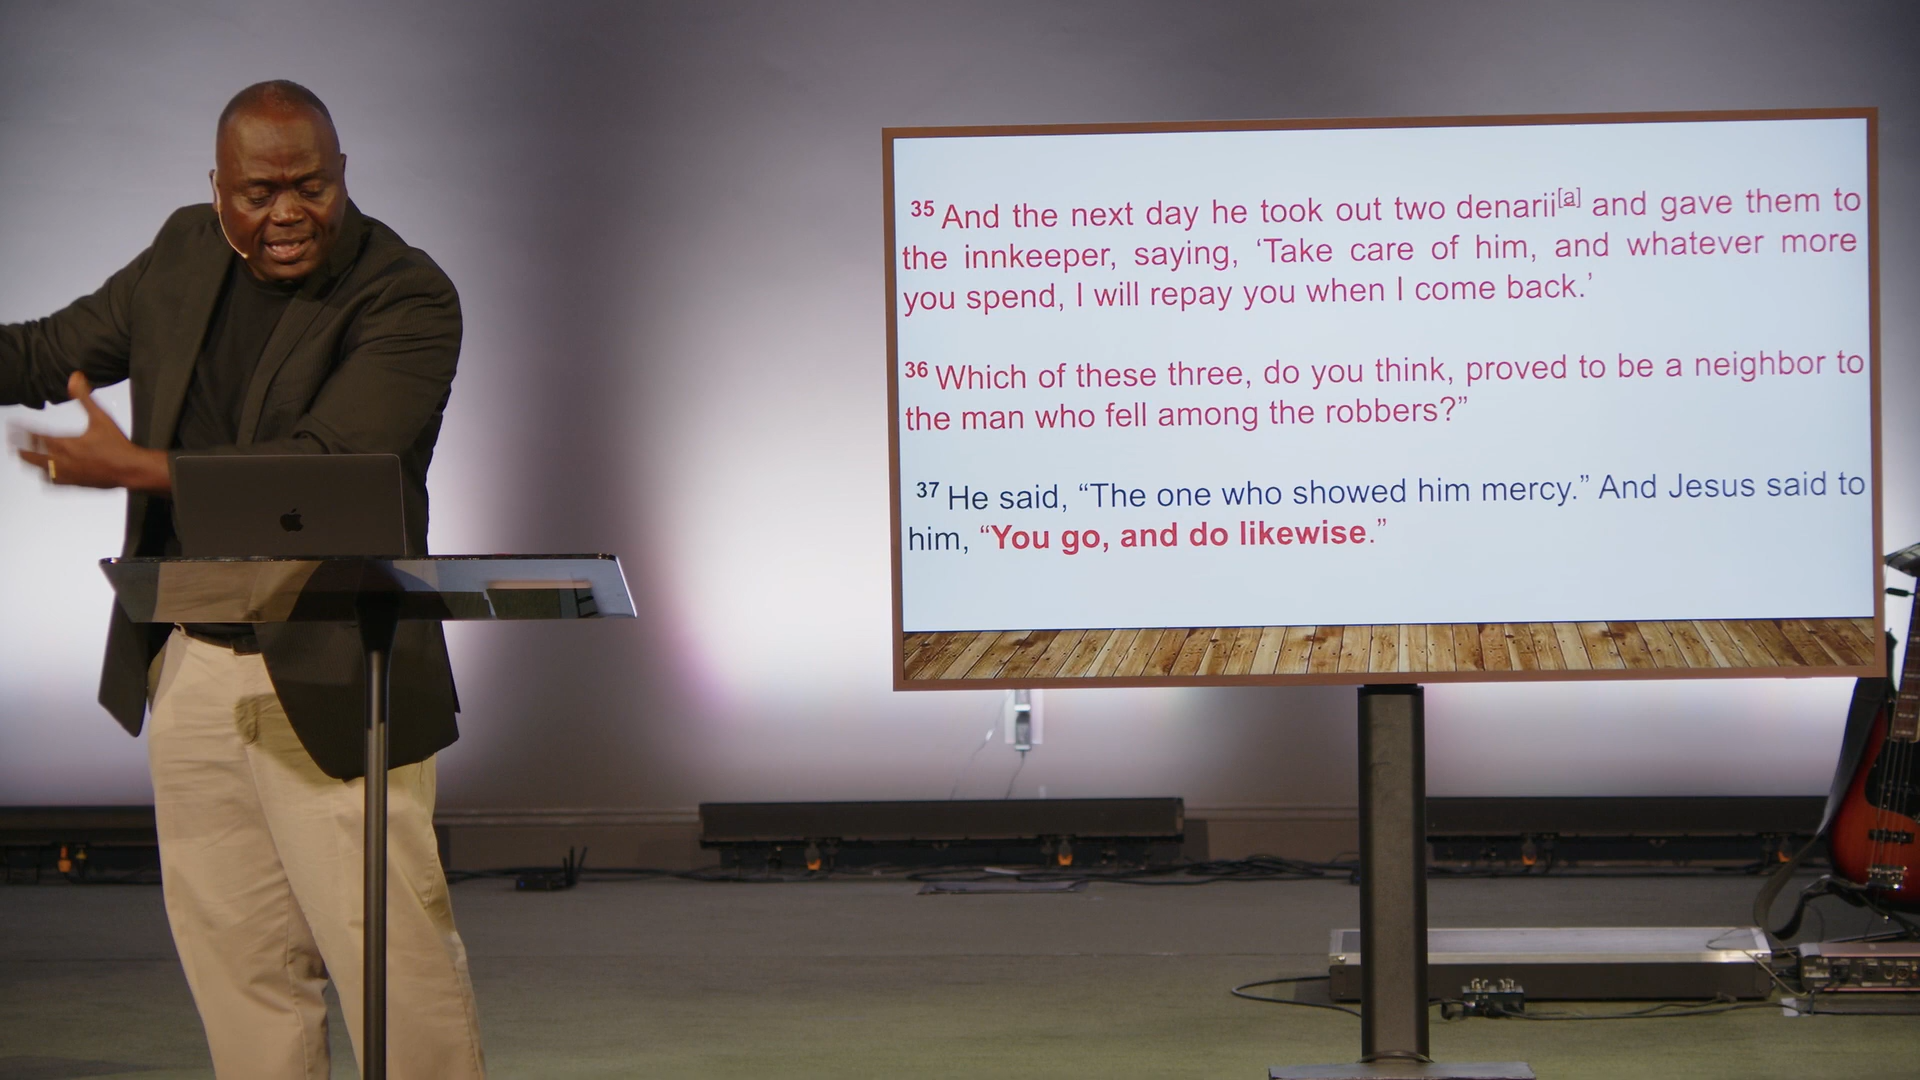 35 And the next day he took out two denarii[a] and gave them to
the innkeeper, saying, ‘Take care of him, and whatever more
you spend, I will repay you when I come back.’
36 Which of these three, do you think, proved to be a neighbor to
the man who fell among the robbers?”
37 He said, “The one who showed him mercy.” And Jesus said to
him, “You go, and do likewise.”